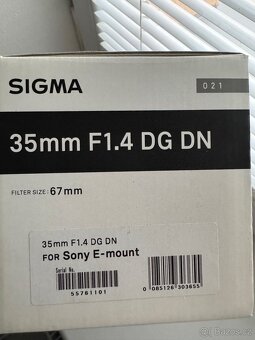 SIGMA
021
35mm F1.4 DG DN
FILTER SIZE: 67mm
35mm F1.4 DG DN
FOR Sony E-mount
Serial No.
55761101
0 085126 303655